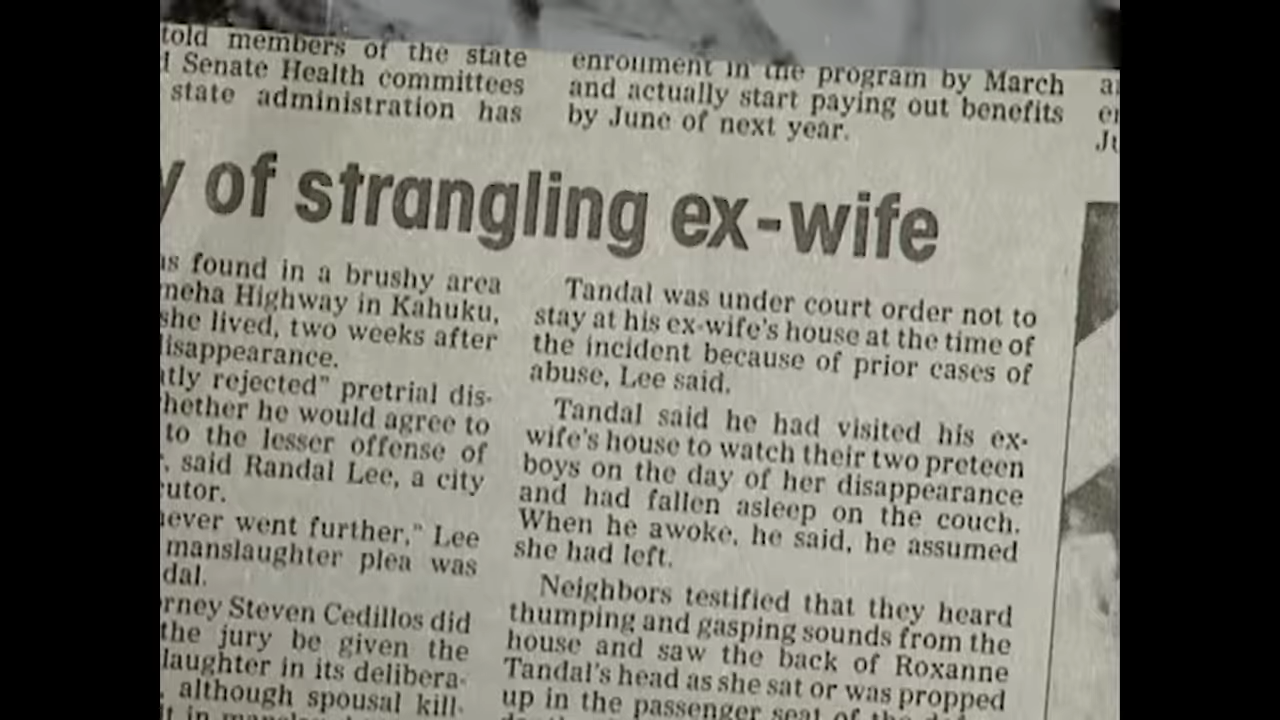 told members of the state
Senate Health committees
state administration has
enrollment in the program by March
and actually start paying out benefits
by June of next year.
of strangling ex-wife
found in a brushy area
Highway in Kahuku,
she lived, two weeks after
disappearance.
rejected" pretrial dis-
whether he would agree to
to the lesser offense of
said Randal Lee, a city
never went further," Lee
manslaughter plea was
Steven Cedillos did
the jury be given the
in its delibera-
although spousal kill-
Tandal was under court order not to
stay at his ex-wife's house at the time of
the incident because of prior cases of
abuse, Lee said.
Tandal said he had visited his ex-
wife's house to watch their two preteen
boys on the day of her disappearance
and had fallen asleep on the couch.
When he awoke, he said, he assumed
she had left.
Neighbors testified that they heard
thumping and gasping sounds from the
house and saw the back of Roxanne
Tandal's head as she sat or was propped
up in the passenger seat of the